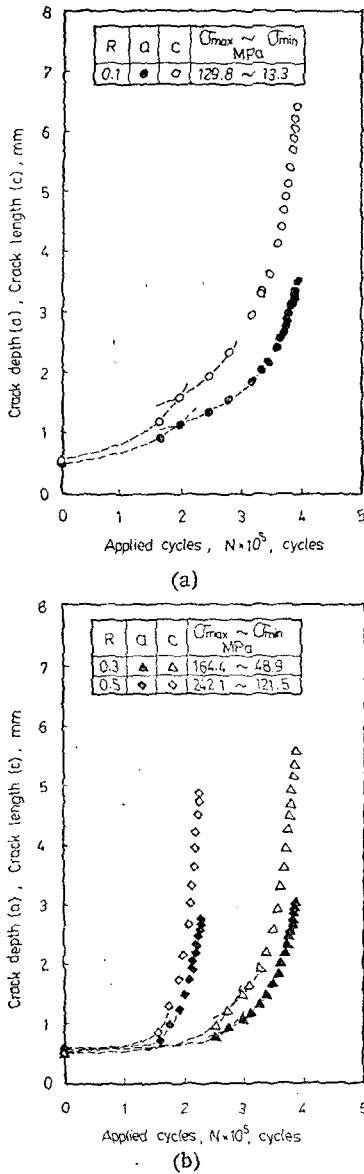 R a c σmax ~ σmin
MPa
0.1 129.8 ~ 13.3
Crack depth (a) , Crack length (c) , mm
8
7
6
5
4
3
2
1
0
0 1 2 3 4 5
Applied cycles , N×10⁵, cycles
(a)
R a c σmax ~ σmin
MPa
0.3 164.4 ~ 48.9
0.5 242.1 ~ 121.5
Crack depth (a) , Crack length (c) , mm
8
7
6
5
4
3
2
1
0
0 1 2 3 4 5
Applied cycles, N×10⁵, cycles
(b)